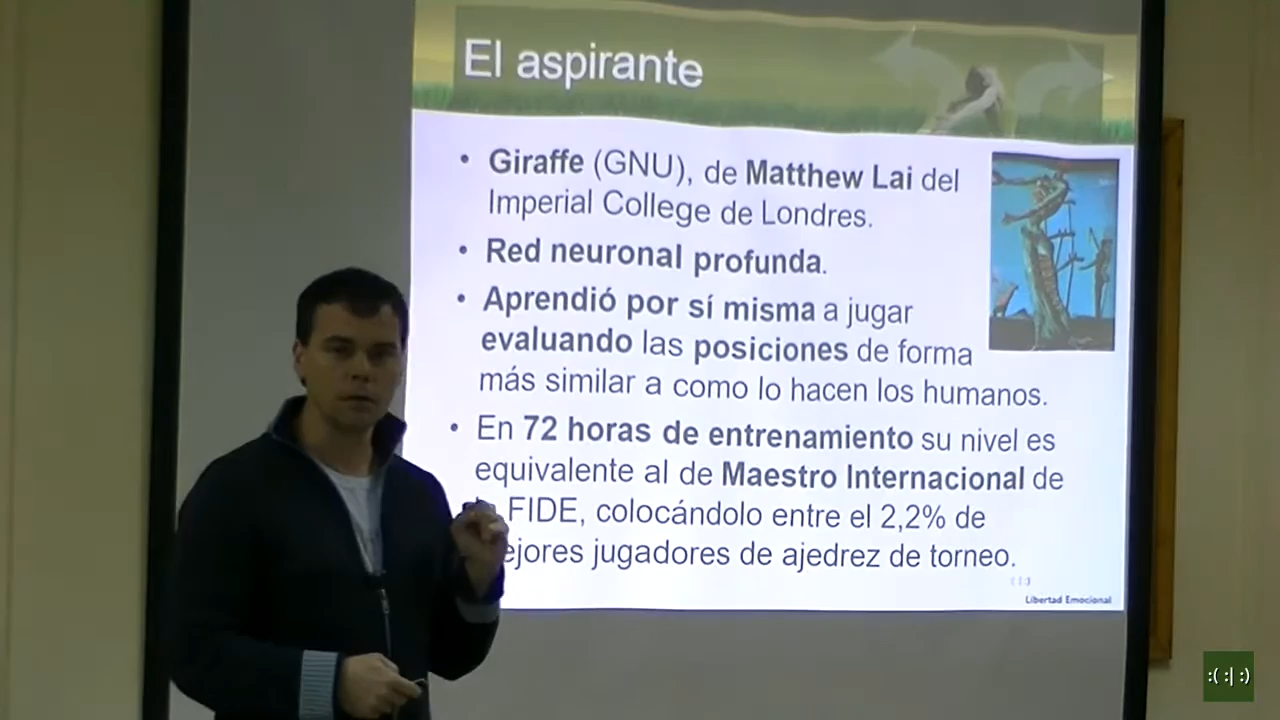 El aspirante
• Giraffe (GNU), de Matthew Lai del
Imperial College de Londres.
• Red neuronal profunda.
• Aprendió por sí misma a jugar
evaluando las posiciones de forma
más similar a como lo hacen los humanos.
• En 72 horas de entrenamiento su nivel es
equivalente al de Maestro Internacional de
FIDE, colocándolo entre el 2,2% de
ejores jugadores de ajedrez de torneo.
Libertad Emocional
:( :| :)